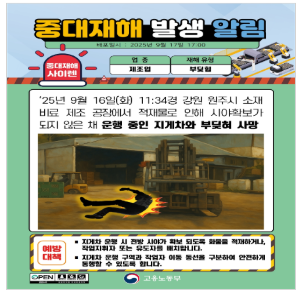 중대재해 발생 알림
배포일시 : 2025년 9월 17일 17:00
중대재해
사이렌
업 종
재해 유형
제조업
부딪힘
'25년 9월 16일(화) 11:34경 강원 원주시 소재
비료 제조 공장에서 적재물로 인해 시야확보가
되지 않은 채 운행 중인 지게차와 부딪혀 사망
예방
대책
▪ 지게차 운행 시 전방 시야가 확보 되도록 화물을 적재하거나,
작업지휘자 또는 유도자를 배치합니다.
▪ 지게차 운행 구역과 작업자 이동 동선을 구분하여 안전하게
통행할 수 있도록 합니다.
OPEN
고용노동부